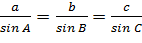 a/sin A = b/sin B = c/sin C